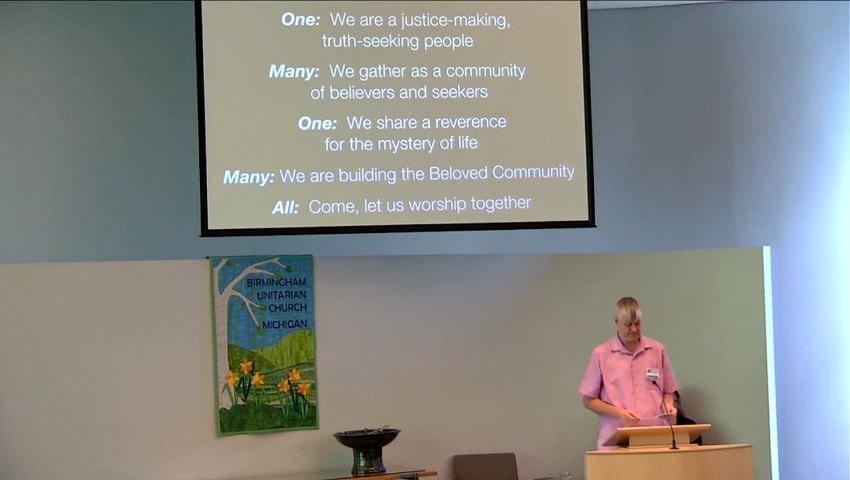 One: We are a justice-making,
truth-seeking people
Many: We gather as a community
of believers and seekers
One: We share a reverence
for the mystery of life
Many: We are building the Beloved Community
All: Come, let us worship together
BIRMINGHAM
UNITARIAN
CHURCH
MICHIGAN